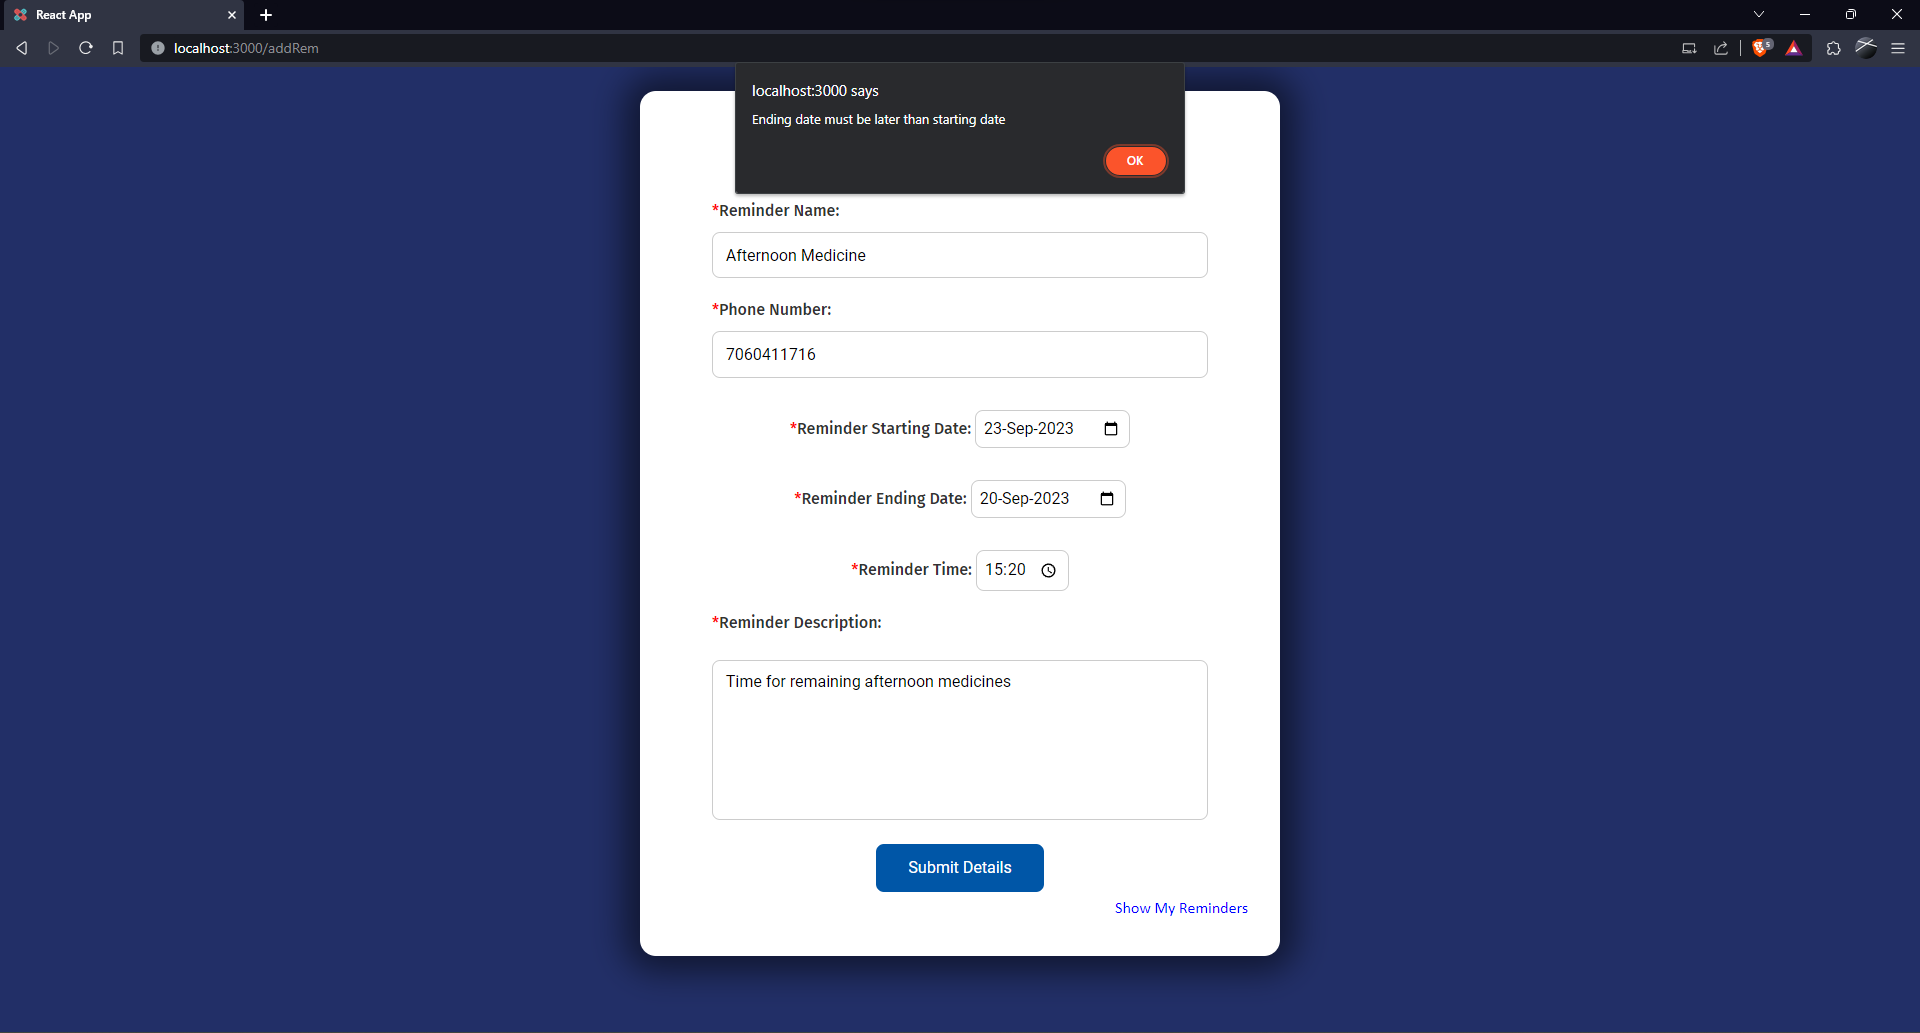 React App
localhost:3000/addRem
5
localhost:3000 says
Ending date must be later than starting date
OK
*Reminder Name:
Afternoon Medicine
*Phone Number:
7060411716
*Reminder Starting Date: 23-Sep-2023
*Reminder Ending Date: 20-Sep-2023
*Reminder Time: 15:20
*Reminder Description:
Time for remaining afternoon medicines
Submit Details
Show My Reminders